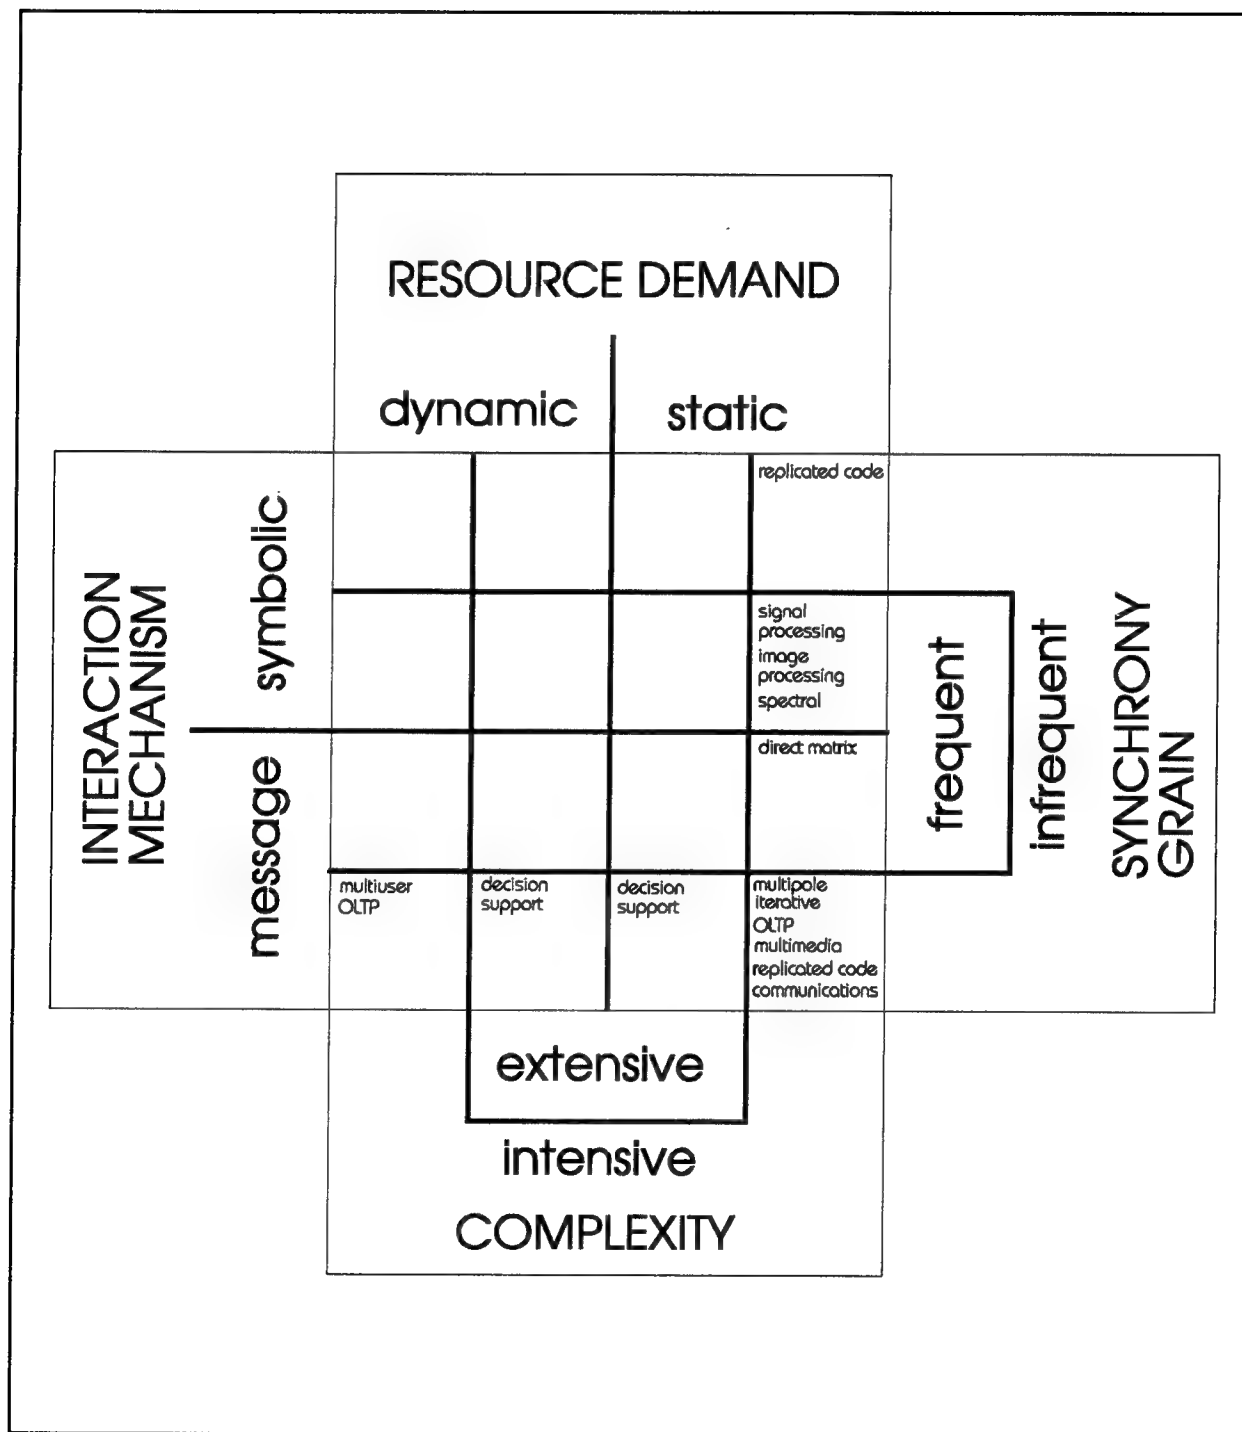 RESOURCE DEMAND
dynamic
static
INTERACTION
MECHANISM
symbolic
message
replicated code
signal
processing
image
processing
spectral
direct matrix
multiuser
OLTP
decision
support
decision
support
multipole
iterative
OLTP
multimedia
replicated code
communications
frequent
infrequent
SYNCHRONY
GRAIN
extensive
intensive
COMPLEXITY